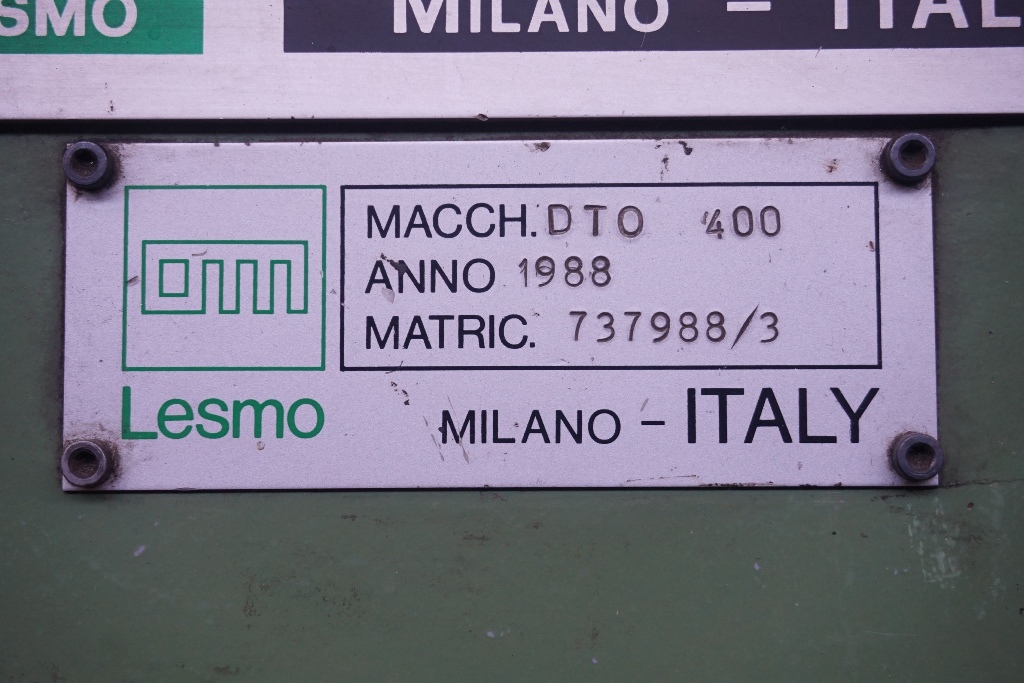 SMO MILANO – ITAL
MACCH. DTO 400
ANNO 1988
MATRIC. 737988/3
Lesmo MILANO – ITALY